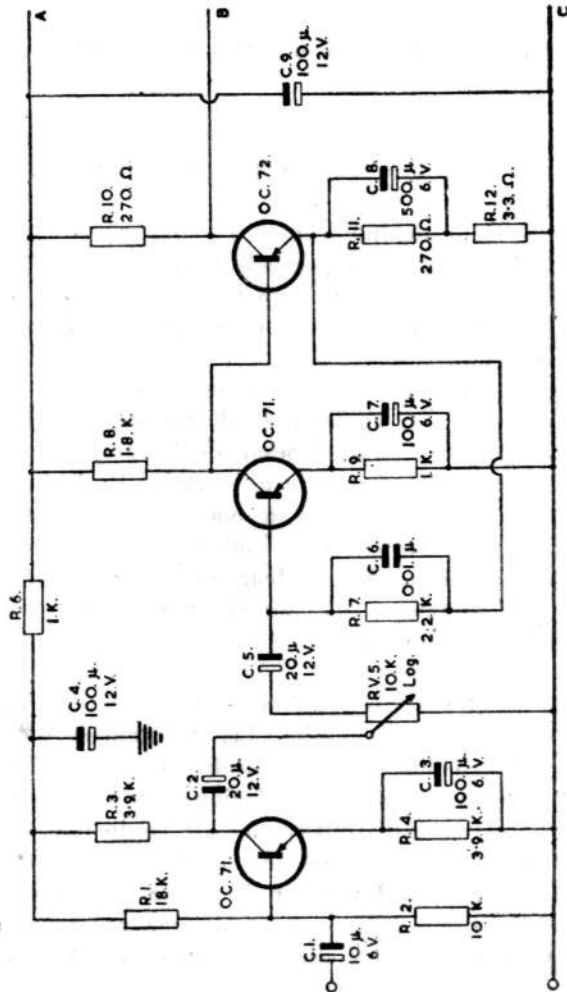 A
B
C
R.6.
1.K.
C.4.
100.µ.
12.V.
R.3.
3·9.K.
R.1.
18.K.
C.2.
20.µ.
12.V.
OC.71.
C.1.
10.µ.
6.V.
R.2.
10.K.
R.4.
3·9.K.
C.3.
100.µ.
6.V.
R.V.5.
10.K.
Log.
C.5.
20.µ.
12.V.
R.7.
2·2.K.
C.6.
0·01.µ.
R.8.
1·8.K.
OC.71.
R.9.
1.K.
C.7.
100.µ.
6.V.
R.10.
270.Ω.
OC.72.
R.11.
270.Ω.
C.8.
500.µ.
6.V.
R.12.
3·3.Ω.
C.9.
100.µ.
12.V.